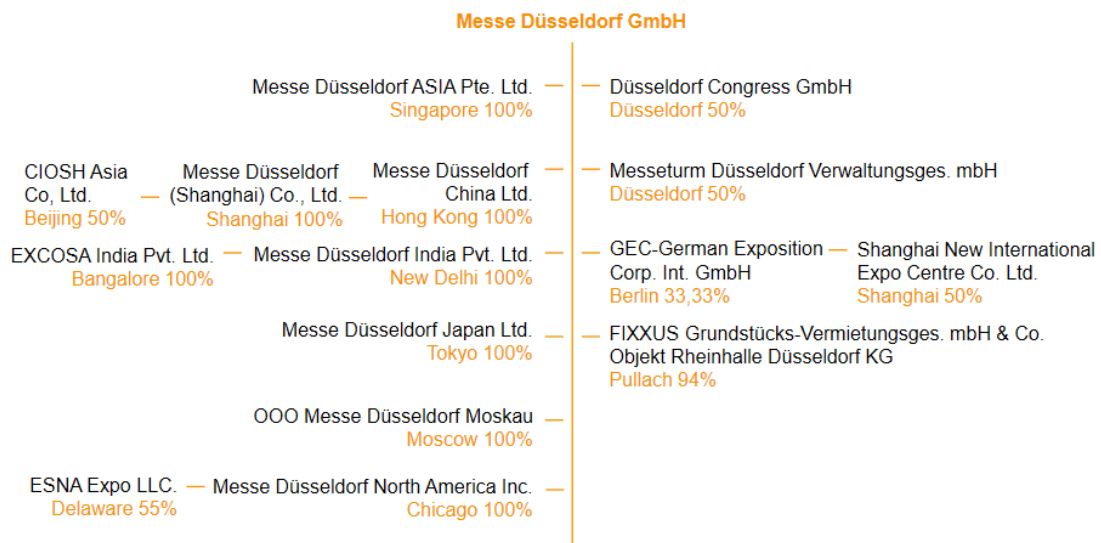 Messe Düsseldorf GmbH
Messe Düsseldorf ASIA Pte. Ltd.
Singapore 100%
Düsseldorf Congress GmbH
Düsseldorf 50%
CIOSH Asia
Co, Ltd.
Beijing 50%
Messe Düsseldorf
(Shanghai) Co., Ltd.
Shanghai 100%
Messe Düsseldorf
China Ltd.
Hong Kong 100%
Messeturm Düsseldorf Verwaltungsges. mbH
Düsseldorf 50%
EXCOSA India Pvt. Ltd.
Bangalore 100%
Messe Düsseldorf India Pvt. Ltd.
New Delhi 100%
GEC-German Exposition
Corp. Int. GmbH
Berlin 33,33%
Shanghai New International
Expo Centre Co. Ltd.
Shanghai 50%
Messe Düsseldorf Japan Ltd.
Tokyo 100%
FIXXUS Grundstücks-Vermietungsges. mbH & Co.
Objekt Rheinhalle Düsseldorf KG
Pullach 94%
OOO Messe Düsseldorf Moskau
Moscow 100%
ESNA Expo LLC.
Delaware 55%
Messe Düsseldorf North America Inc.
Chicago 100%